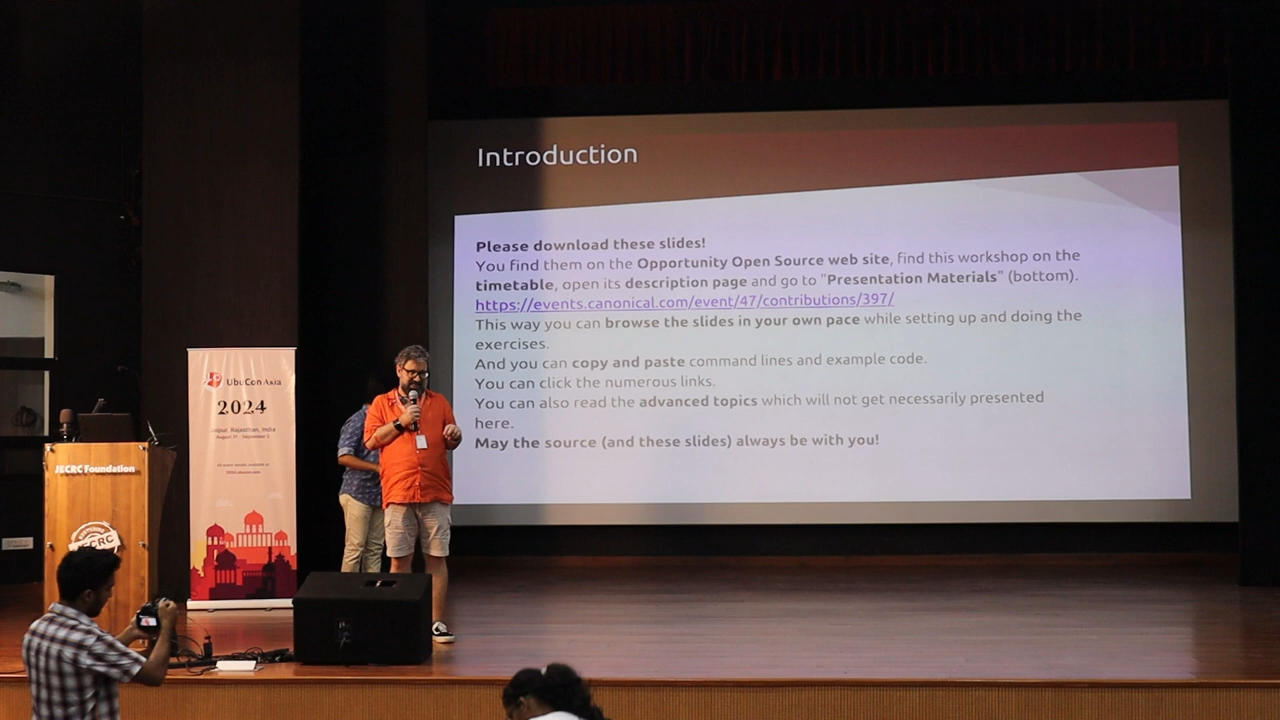 Introduction
Please download these slides!
You find them on the Opportunity Open Source web site, find this workshop on the
timetable, open its description page and go to "Presentation Materials" (bottom).
https://events.canonical.com/event/47/contributions/397/
This way you can browse the slides in your own pace while setting up and doing the
exercises.
And you can copy and paste command lines and example code.
You can click the numerous links.
You can also read the advanced topics which will not get necessarily presented
here.
May the source (and these slides) always be with you!
UbuCon Asia
2024
Jaipur, Rajasthan, India
JECRC Foundation
JECRC